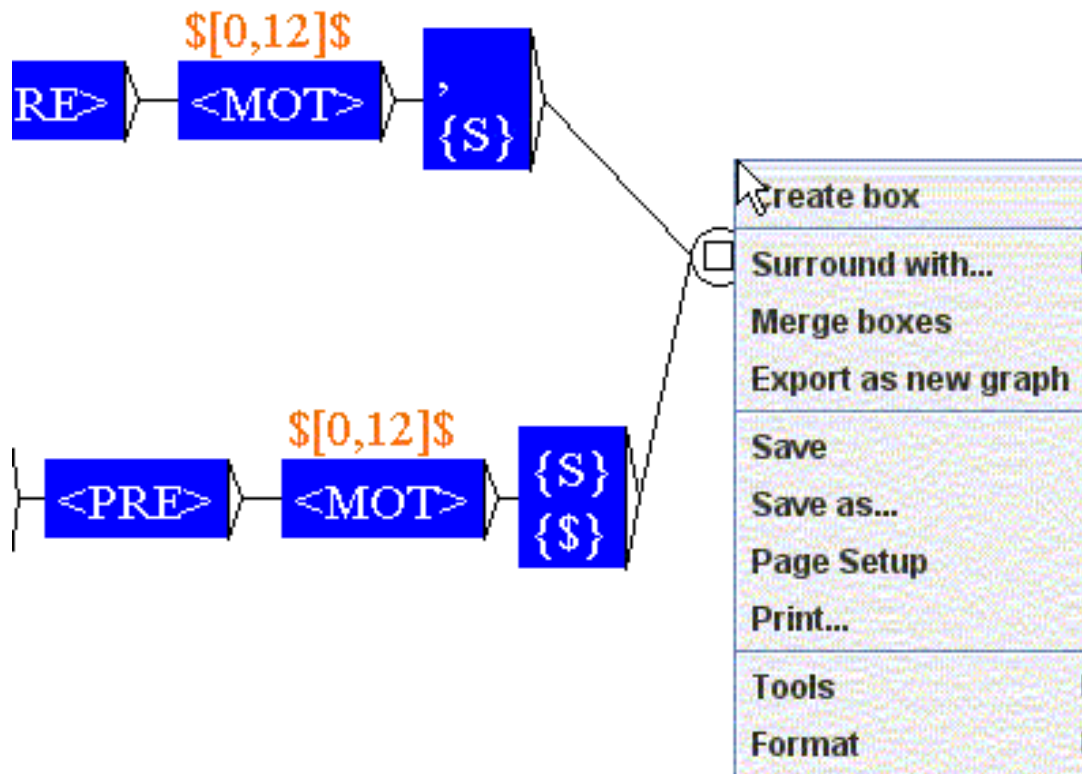 $[0,12]$
RE>
<MOT>
,
{S}
Create box
Surround with...
Merge boxes
Export as new graph
$[0,12]$
<PRE>
<MOT>
{S}
{$}
Save
Save as...
Page Setup
Print...
Tools
Format